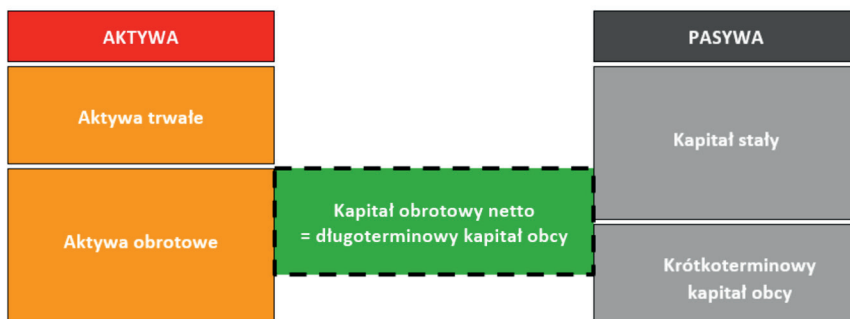 AKTYWA
Aktywa trwałe
Aktywa obrotowe
Kapitał obrotowy netto
= długoterminowy kapitał obcy
PASYWA
Kapitał stały
Krótkoterminowy
kapitał obcy